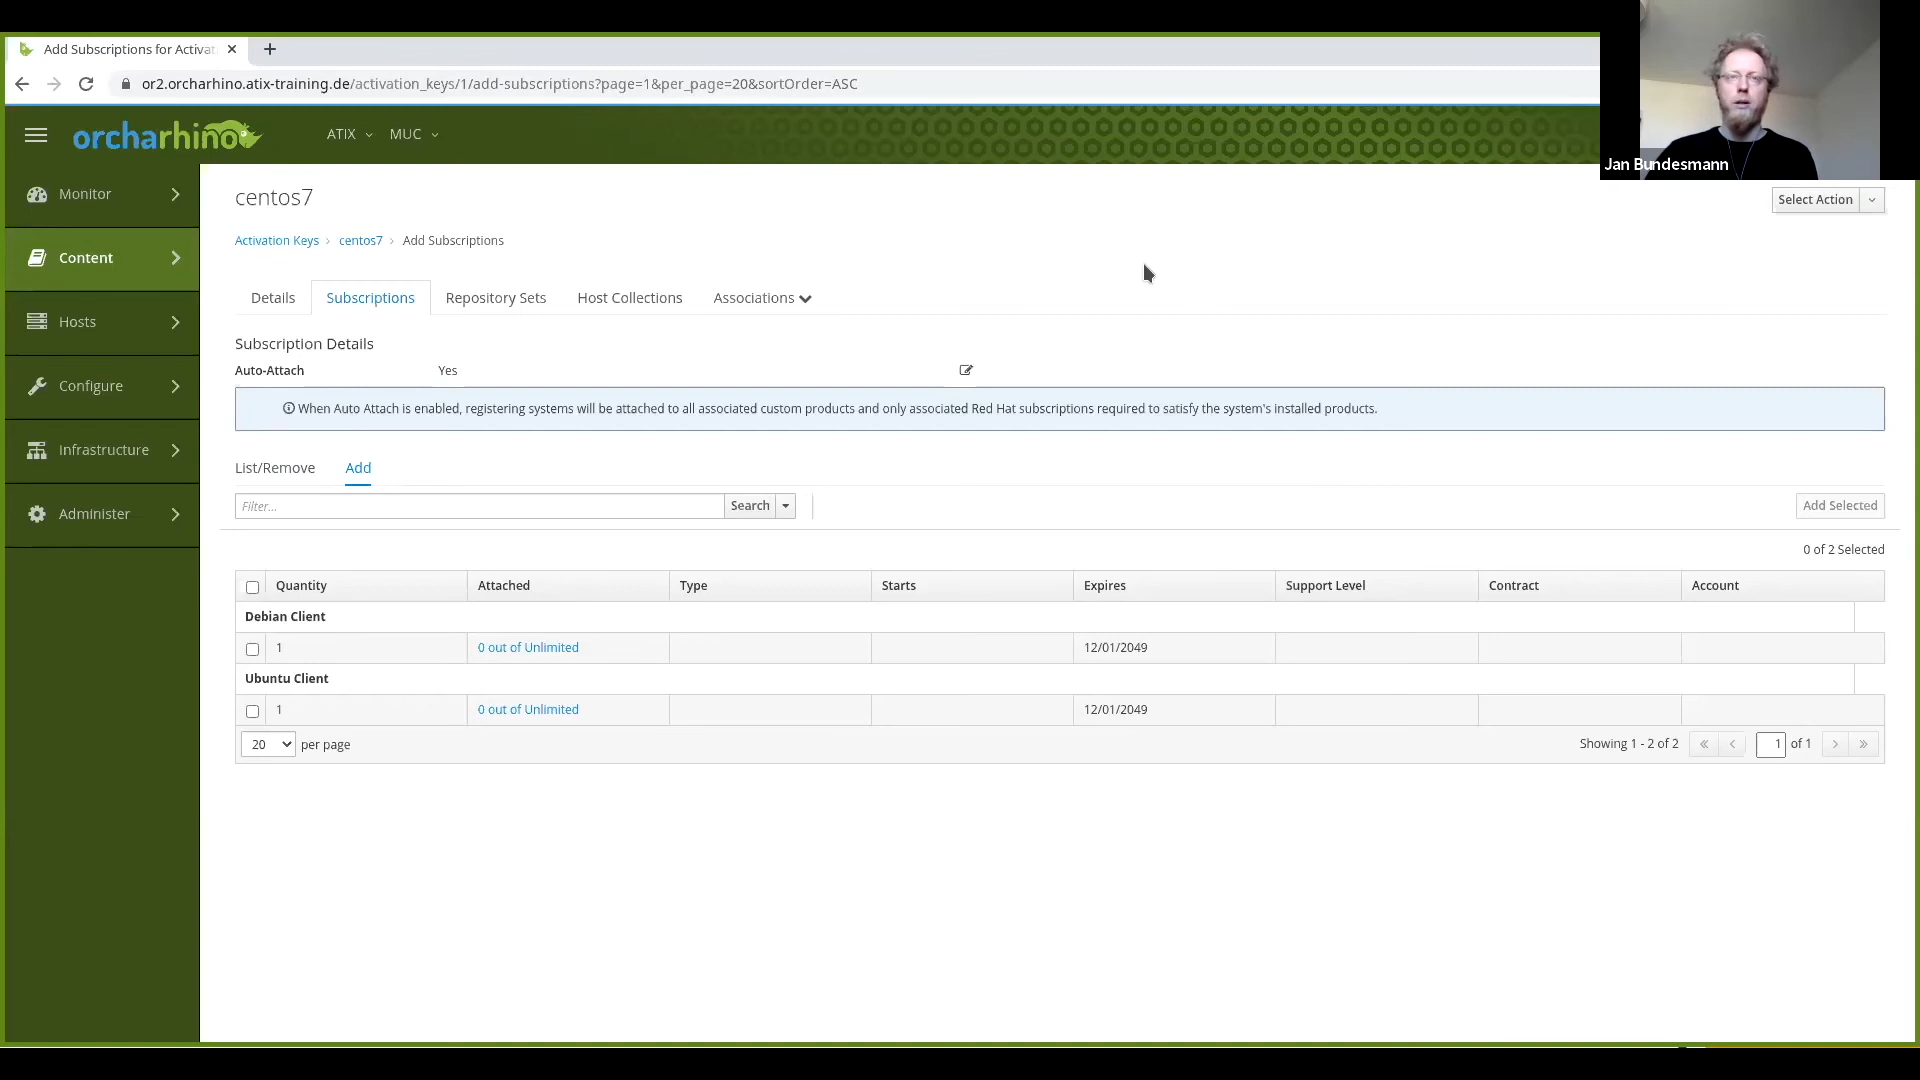 Add Subscriptions for Activat
or2.orcharhino.atix-training.de/activation_keys/1/add-subscriptions?page=1&per_page=20&sortOrder=ASC
Jan Bundesmann
orcharhino
ATIX
MUC
Monitor
Content
Hosts
Configure
Infrastructure
Administer
centos7
Select Action
Activation Keys › centos7 › Add Subscriptions
Details Subscriptions Repository Sets Host Collections Associations
Subscription Details
Auto-Attach Yes
When Auto Attach is enabled, registering systems will be attached to all associated custom products and only associated Red Hat subscriptions required to satisfy the system's installed products.
List/Remove Add
Filter... Search Add Selected
0 of 2 Selected
Quantity Attached Type Starts Expires Support Level Contract Account
Debian Client
1 0 out of Unlimited 12/01/2049
Ubuntu Client
1 0 out of Unlimited 12/01/2049
20 per page Showing 1 - 2 of 2 « ‹ 1 of 1 › »